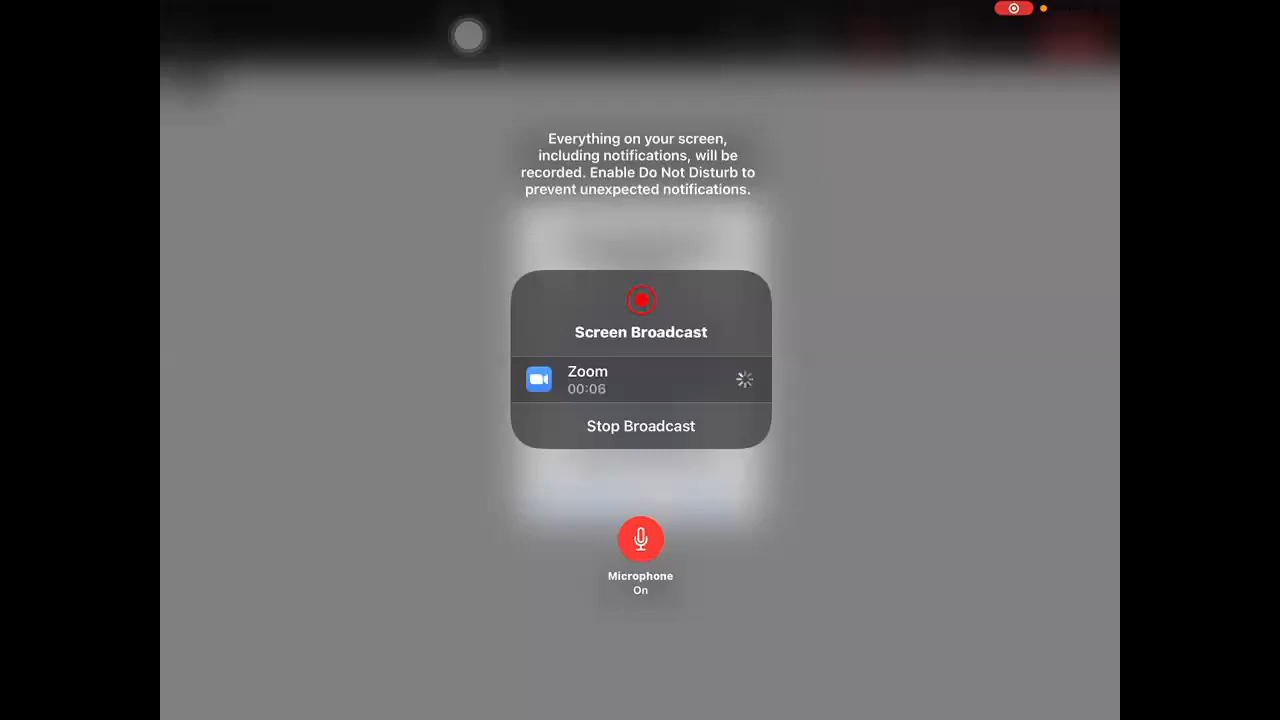 Everything on your screen,
including notifications, will be
recorded. Enable Do Not Disturb to
prevent unexpected notifications.
Screen Broadcast
Zoom
00:06
Stop Broadcast
Microphone
On